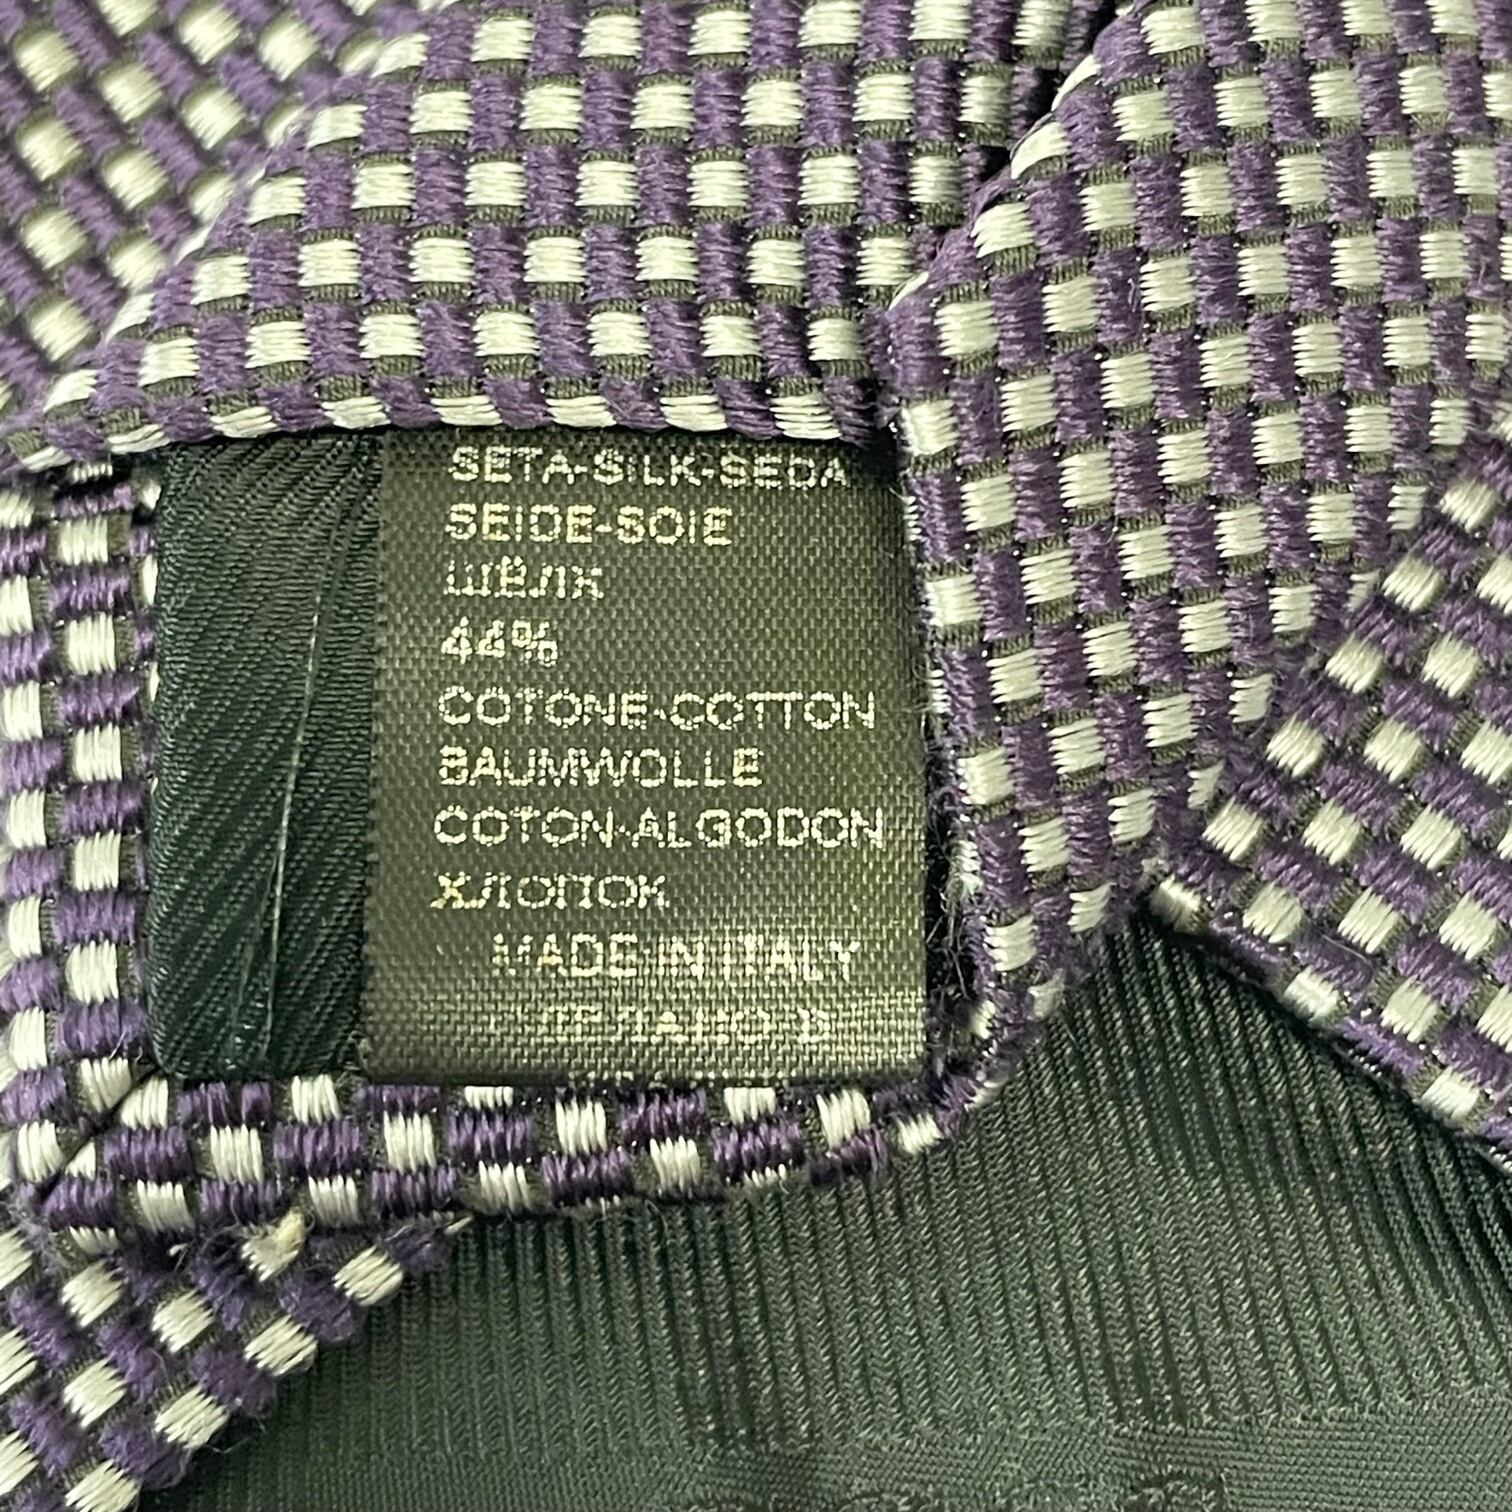 SETA-SILK-SEDA
SEIDE-SOIE
ШЁЛК
44%
COTONE-COTTON
BAUMWOLLE
COTON-ALGODON
ХЛОПОК
MADE IN ITALY